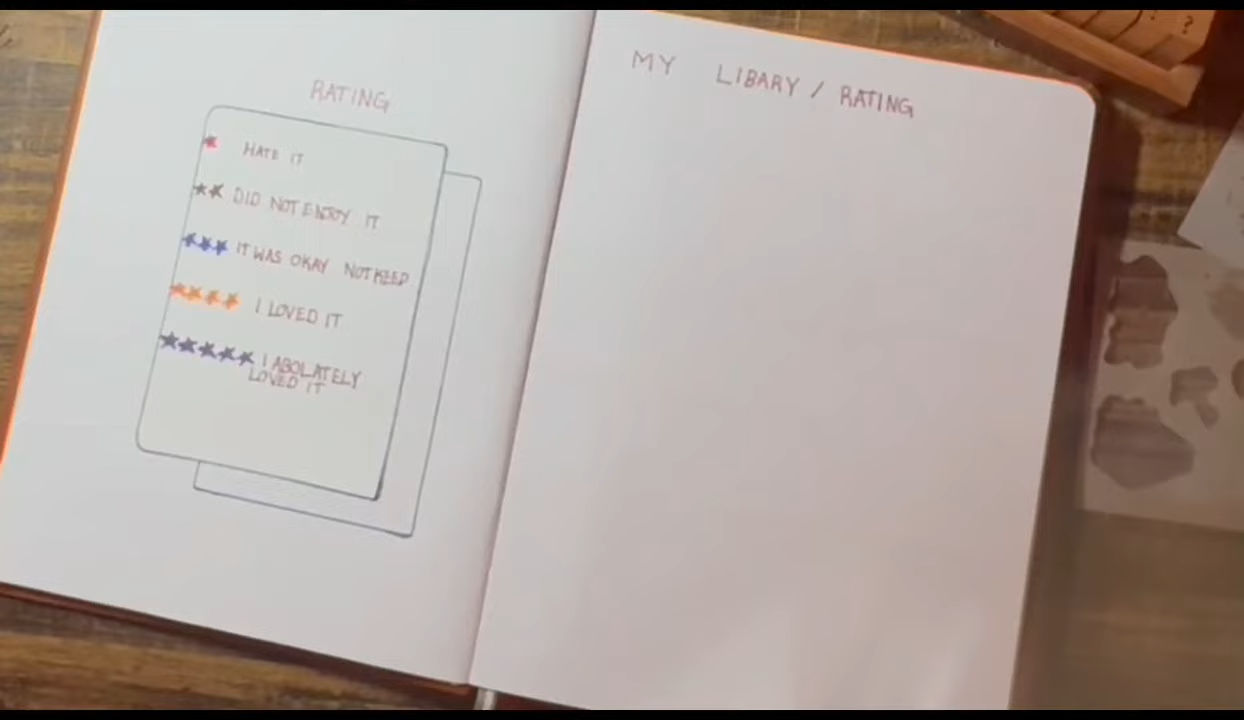 RATING
HATE IT
DID NOT ENJOY IT
IT WAS OKAY NOT KEEP
I LOVED IT
I ABOLATELY
LOVED IT
MY LIBARY / RATING
?